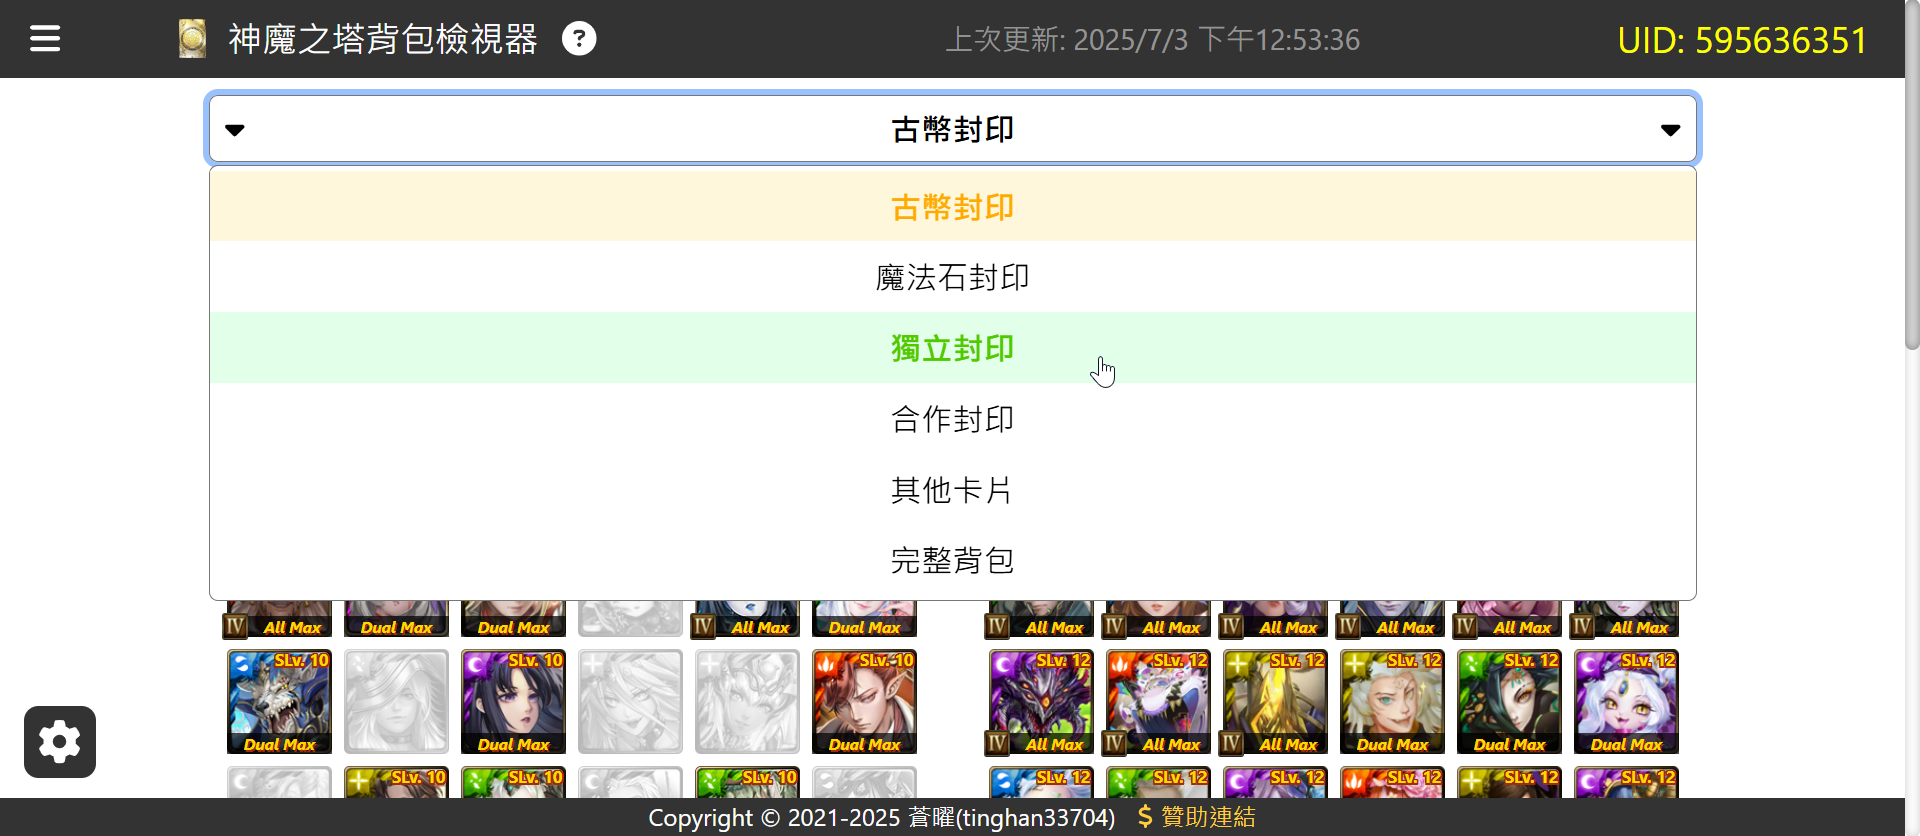 神魔之塔背包檢視器 ?
上次更新: 2025/7/3 下午12:53:36
UID: 595636351
古幣封印
古幣封印
魔法石封印
獨立封印
合作封印
其他卡片
完整背包
IV All Max Dual Max Dual Max IV All Max Dual Max IV All Max IV All Max IV All Max IV All Max IV All Max IV All Max
SLv. 10 SLv. 10 SLv. 10 SLv. 12 SLv. 12 SLv. 12 SLv. 12 SLv. 12 SLv. 12
Dual Max Dual Max Dual Max IV All Max IV All Max IV All Max Dual Max Dual Max Dual Max
SLv. 10 SLv. 10 SLv. 10 SLv. 12 SLv. 12 SLv. 12 SLv. 12 SLv. 12 SLv. 12
Copyright © 2021-2025 蒼曜(tinghan33704) $ 贊助連結